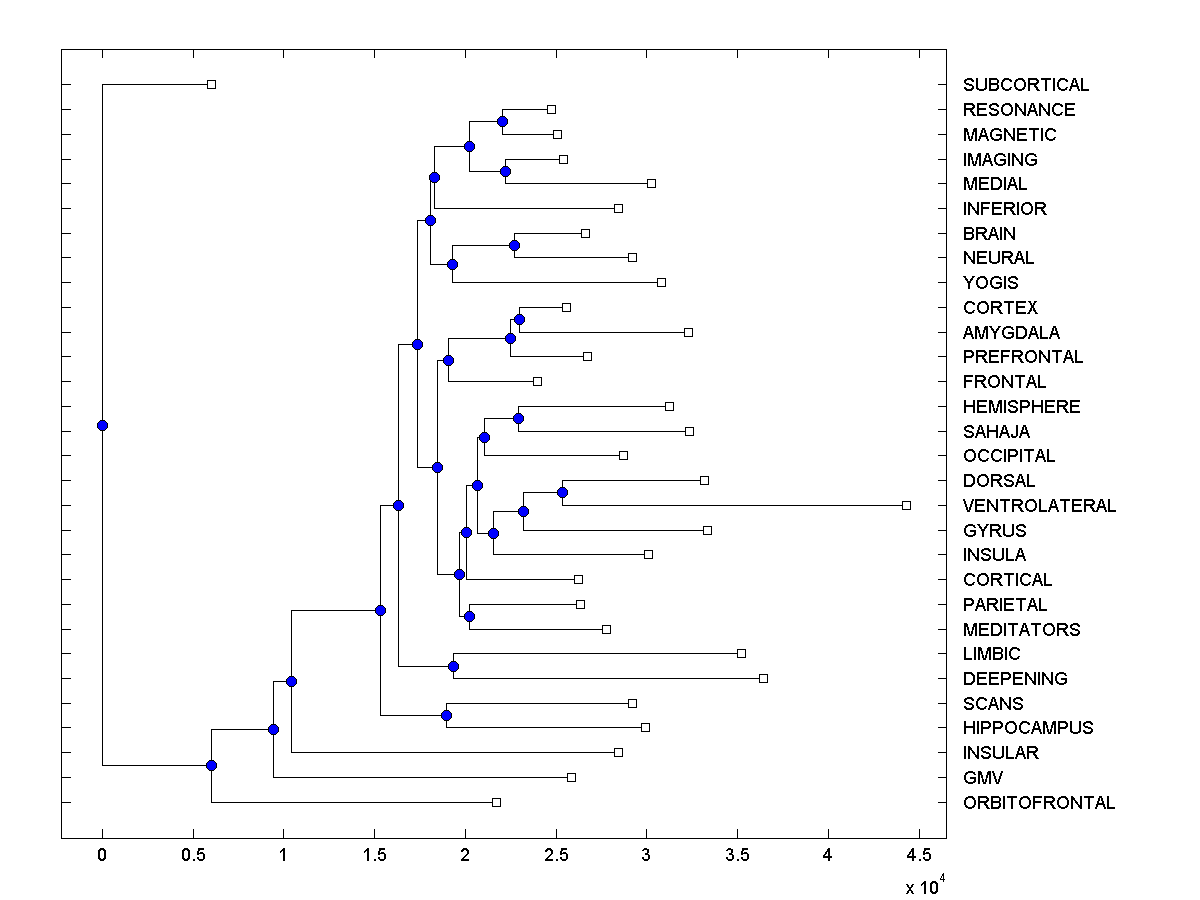 SUBCORTICAL
RESONANCE
MAGNETIC
IMAGING
MEDIAL
INFERIOR
BRAIN
NEURAL
YOGIS
CORTEX
AMYGDALA
PREFRONTAL
FRONTAL
HEMISPHERE
SAHAJA
OCCIPITAL
DORSAL
VENTROLATERAL
GYRUS
INSULA
CORTICAL
PARIETAL
MEDITATORS
LIMBIC
DEEPENING
SCANS
HIPPOCAMPUS
INSULAR
GMV
ORBITOFRONTAL
0 0.5 1 1.5 2 2.5 3 3.5 4 4.5
x 10^4